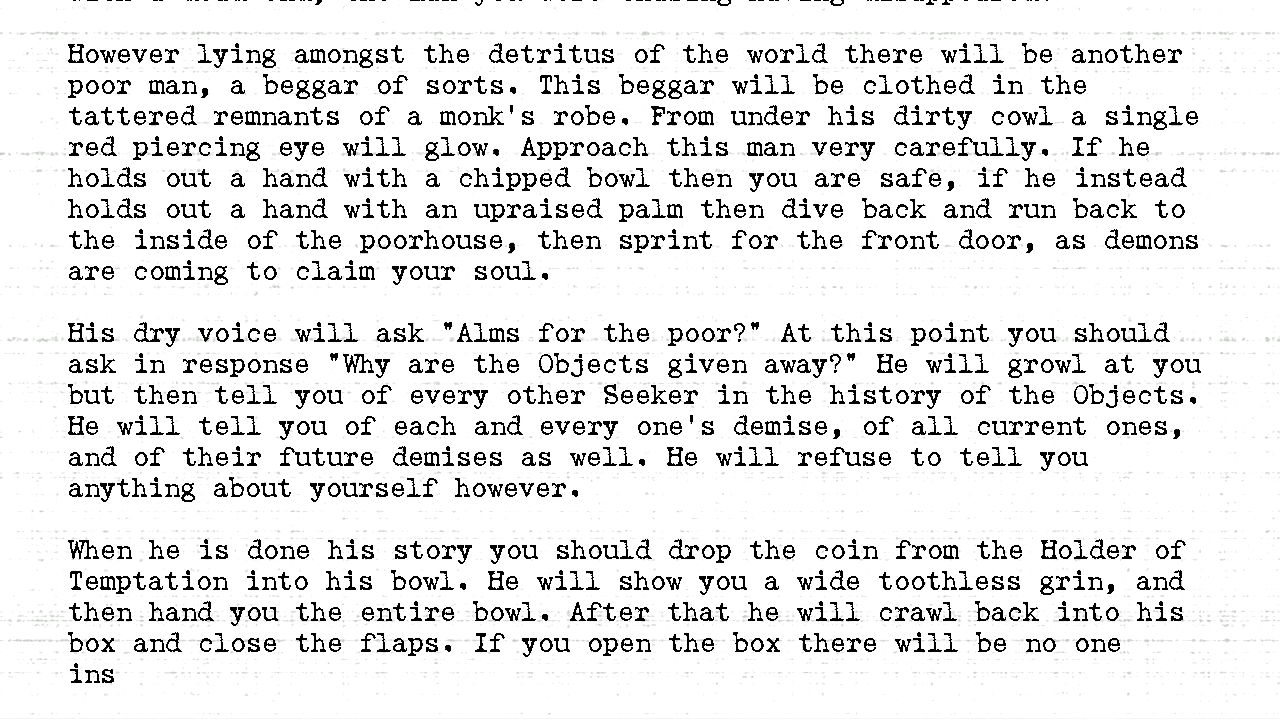 However lying amongst the detritus of the world there will be another
poor man, a beggar of sorts. This beggar will be clothed in the
tattered remnants of a monk's robe. From under his dirty cowl a single
red piercing eye will glow. Approach this man very carefully. If he
holds out a hand with a chipped bowl then you are safe, if he instead
holds out a hand with an upraised palm then dive back and run back to
the inside of the poorhouse, then sprint for the front door, as demons
are coming to claim your soul.
His dry voice will ask "Alms for the poor?" At this point you should
ask in response "Why are the Objects given away?" He will growl at you
but then tell you of every other Seeker in the history of the Objects.
He will tell you of each and every one's demise, of all current ones,
and of their future demises as well. He will refuse to tell you
anything about yourself however.
When he is done his story you should drop the coin from the Holder of
Temptation into his bowl. He will show you a wide toothless grin, and
then hand you the entire bowl. After that he will crawl back into his
box and close the flaps. If you open the box there will be no one
ins